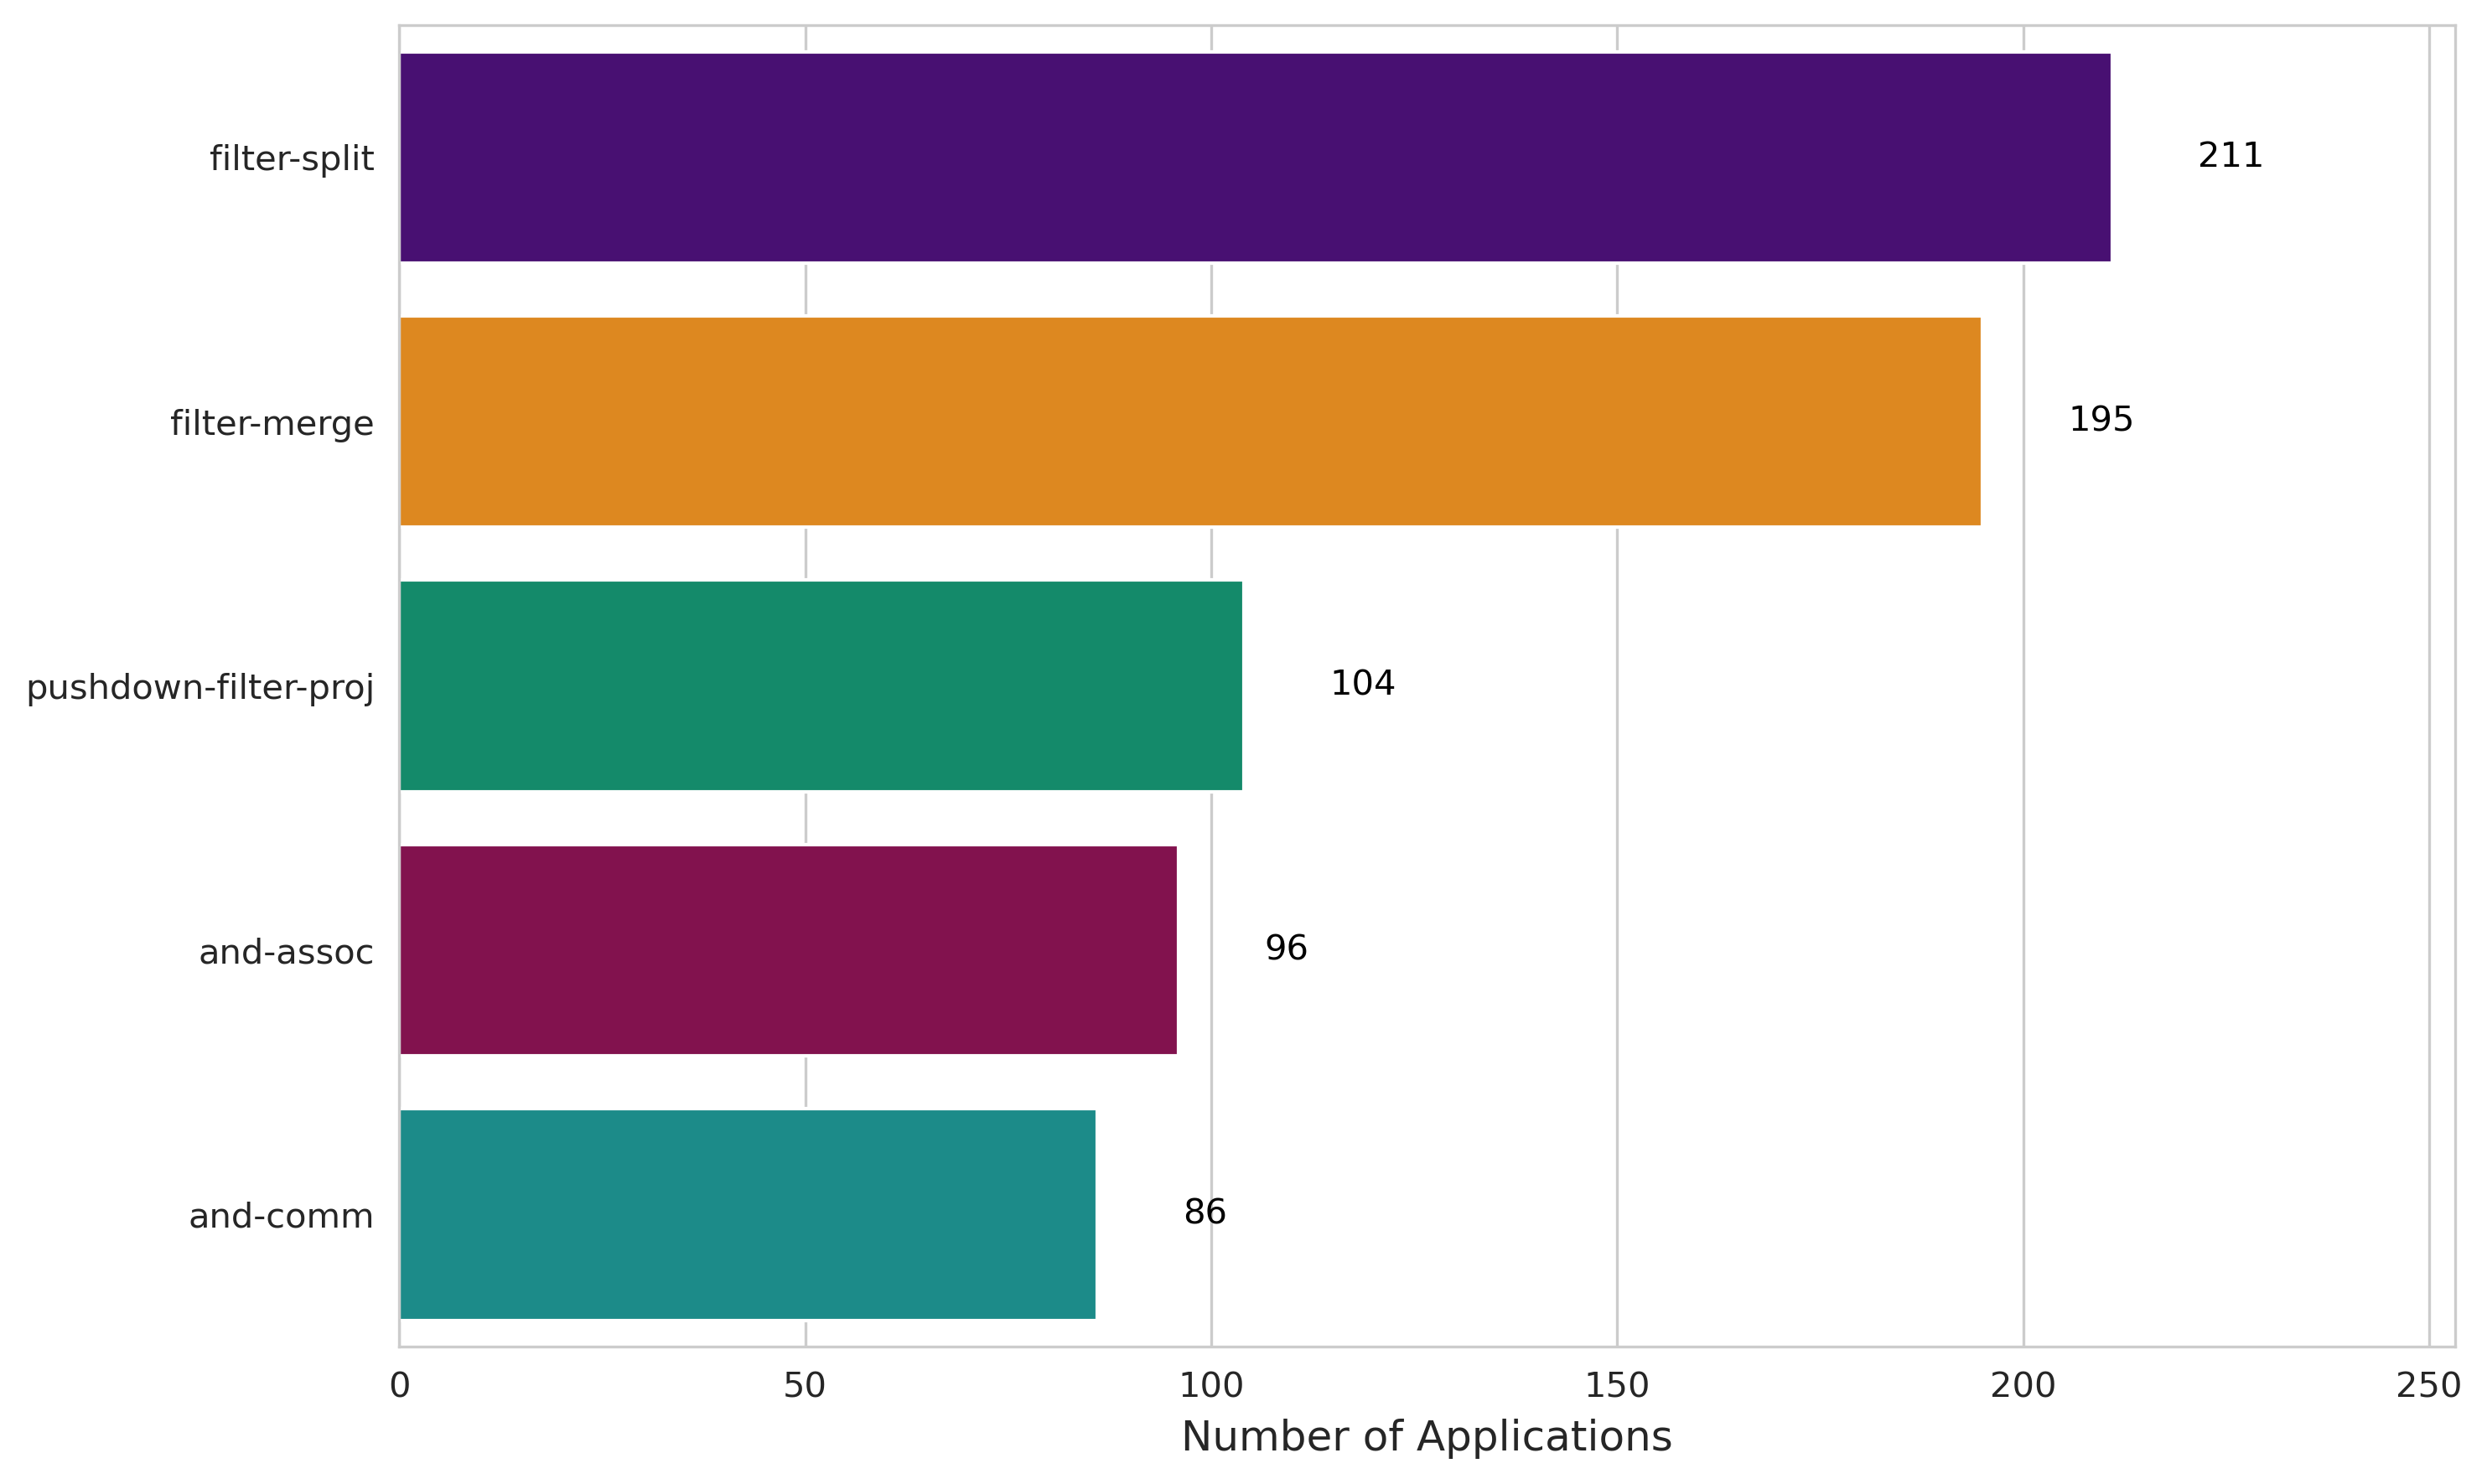 filter-split
211
filter-merge
195
pushdown-filter-proj
104
and-assoc
96
and-comm
86
0 50 100 150 200 250
Number of Applications